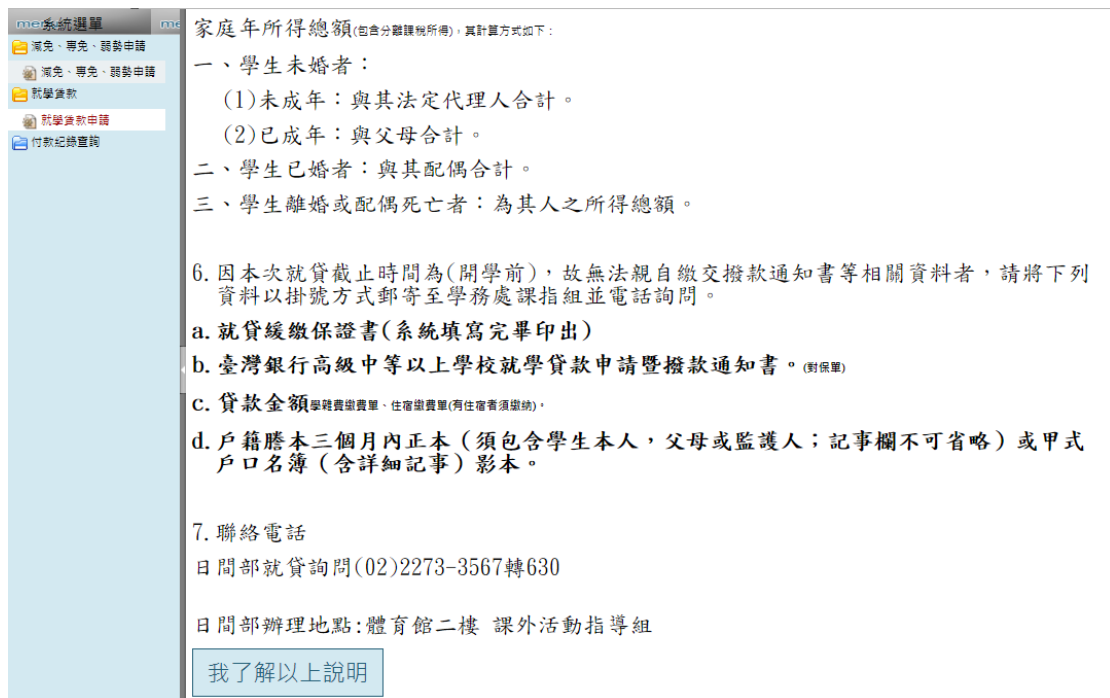 系統選單
減免、專免、弱勢申請
減免、專免、弱勢申請
就學貸款
就學貸款申請
付款紀錄查詢
家庭年所得總額(包含分離課稅所得)，其計算方式如下：
一、學生未婚者：
(1)未成年：與其法定代理人合計。
(2)已成年：與父母合計。
二、學生已婚者：與其配偶合計。
三、學生離婚或配偶死亡者：為其人之所得總額。
6.因本次就貸截止時間為(開學前)，故無法親自繳交撥款通知書等相關資料者，請將下列
資料以掛號方式郵寄至學務處課指組並電話詢問。
a.就貸緩繳保證書(系統填寫完畢印出)
b.臺灣銀行高級中等以上學校就學貸款申請暨撥款通知書。(對保單)
c.貸款金額學雜費繳費單、住宿繳費單(有住宿者須繳納)。
d.戶籍謄本三個月內正本（須包含學生本人，父母或監護人；記事欄不可省略）或甲式
戶口名簿（含詳細記事）影本。
7.聯絡電話
日間部就貸詢問(02)2273-3567轉630
日間部辦理地點:體育館二樓 課外活動指導組
我了解以上說明